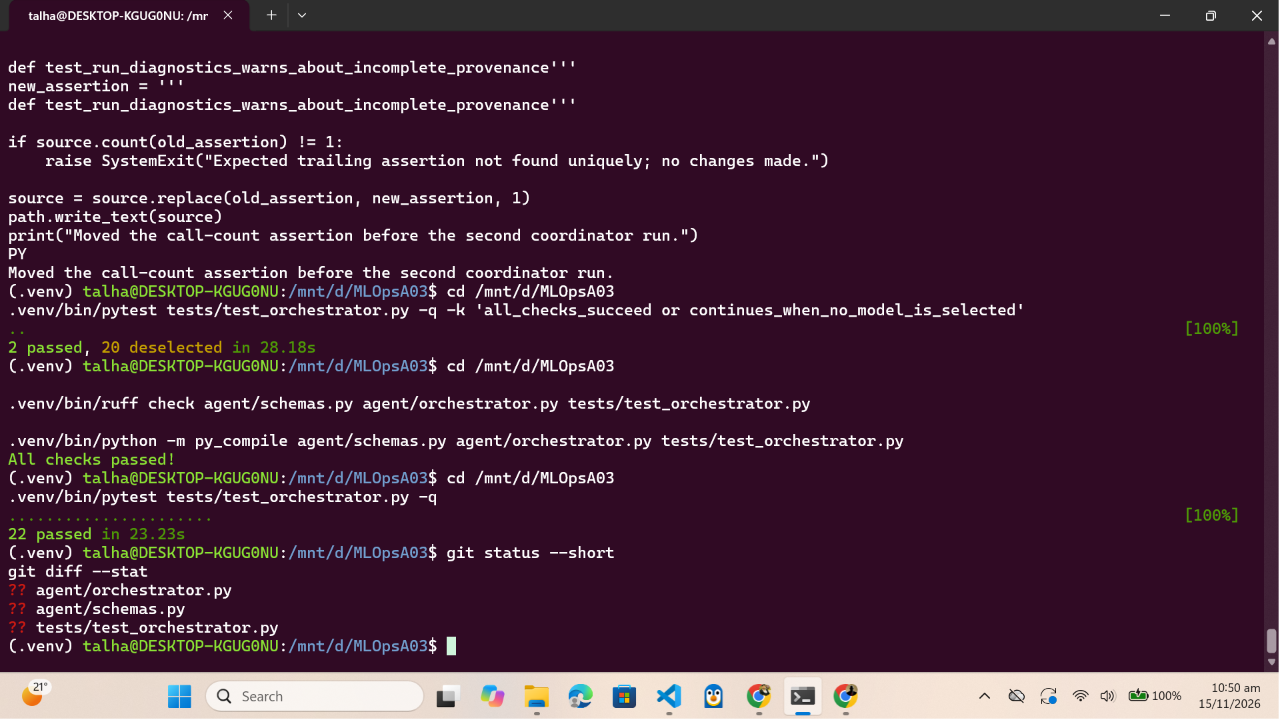 talha@DESKTOP-KGUG0NU: /mr
def test_run_diagnostics_warns_about_incomplete_provenance'''
new_assertion = '''
def test_run_diagnostics_warns_about_incomplete_provenance'''
if source.count(old_assertion) != 1:
    raise SystemExit("Expected trailing assertion not found uniquely; no changes made.")
source = source.replace(old_assertion, new_assertion, 1)
path.write_text(source)
print("Moved the call-count assertion before the second coordinator run.")
PY
Moved the call-count assertion before the second coordinator run.
(.venv) talha@DESKTOP-KGUG0NU:/mnt/d/MLOpsA03$ cd /mnt/d/MLOpsA03
.venv/bin/pytest tests/test_orchestrator.py -q -k 'all_checks_succeed or continues_when_no_model_is_selected'
.. [100%]
2 passed, 20 deselected in 28.18s
(.venv) talha@DESKTOP-KGUG0NU:/mnt/d/MLOpsA03$ cd /mnt/d/MLOpsA03
.venv/bin/ruff check agent/schemas.py agent/orchestrator.py tests/test_orchestrator.py
.venv/bin/python -m py_compile agent/schemas.py agent/orchestrator.py tests/test_orchestrator.py
All checks passed!
(.venv) talha@DESKTOP-KGUG0NU:/mnt/d/MLOpsA03$ cd /mnt/d/MLOpsA03
.venv/bin/pytest tests/test_orchestrator.py -q
...................... [100%]
22 passed in 23.23s
(.venv) talha@DESKTOP-KGUG0NU:/mnt/d/MLOpsA03$ git status --short
git diff --stat
?? agent/orchestrator.py
?? agent/schemas.py
?? tests/test_orchestrator.py
(.venv) talha@DESKTOP-KGUG0NU:/mnt/d/MLOpsA03$
21°
Search
100%
10:50 am
15/11/2026